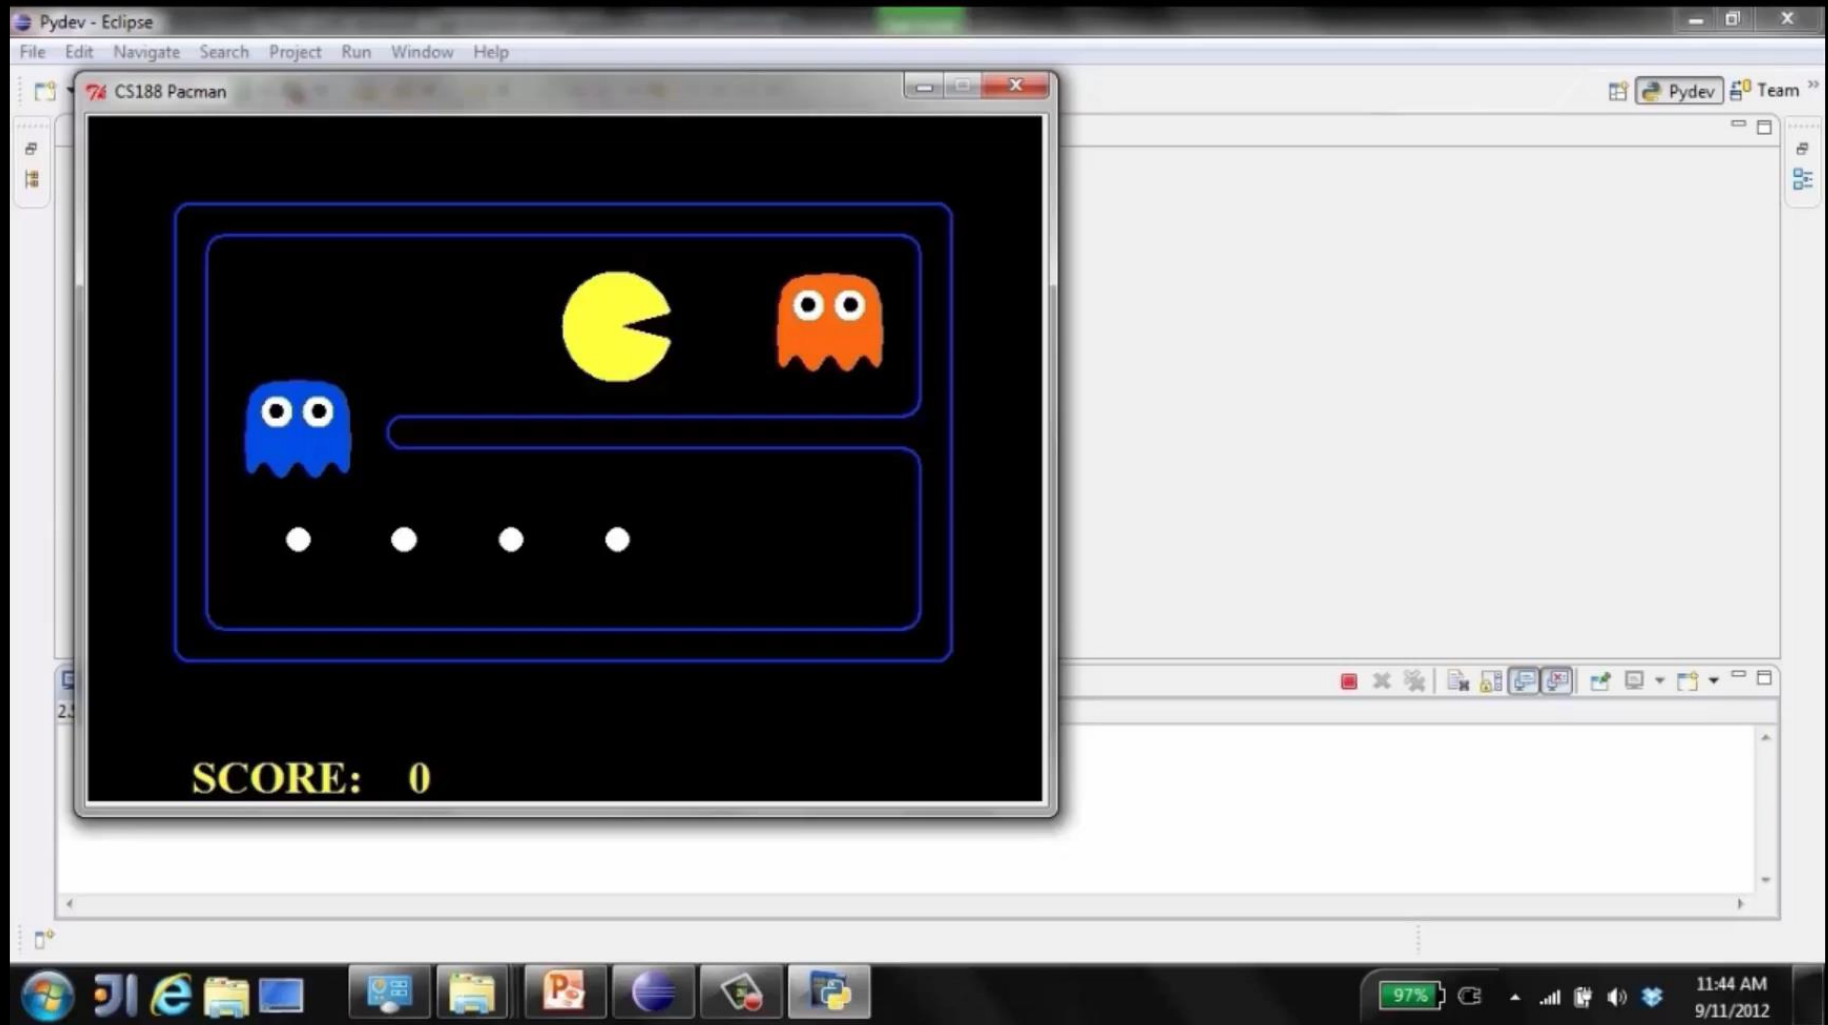 Pydev - Eclipse
File Edit Navigate Search Project Run Window Help
CS188 Pacman
Pydev Team
SCORE: 0
97%
11:44 AM
9/11/2012